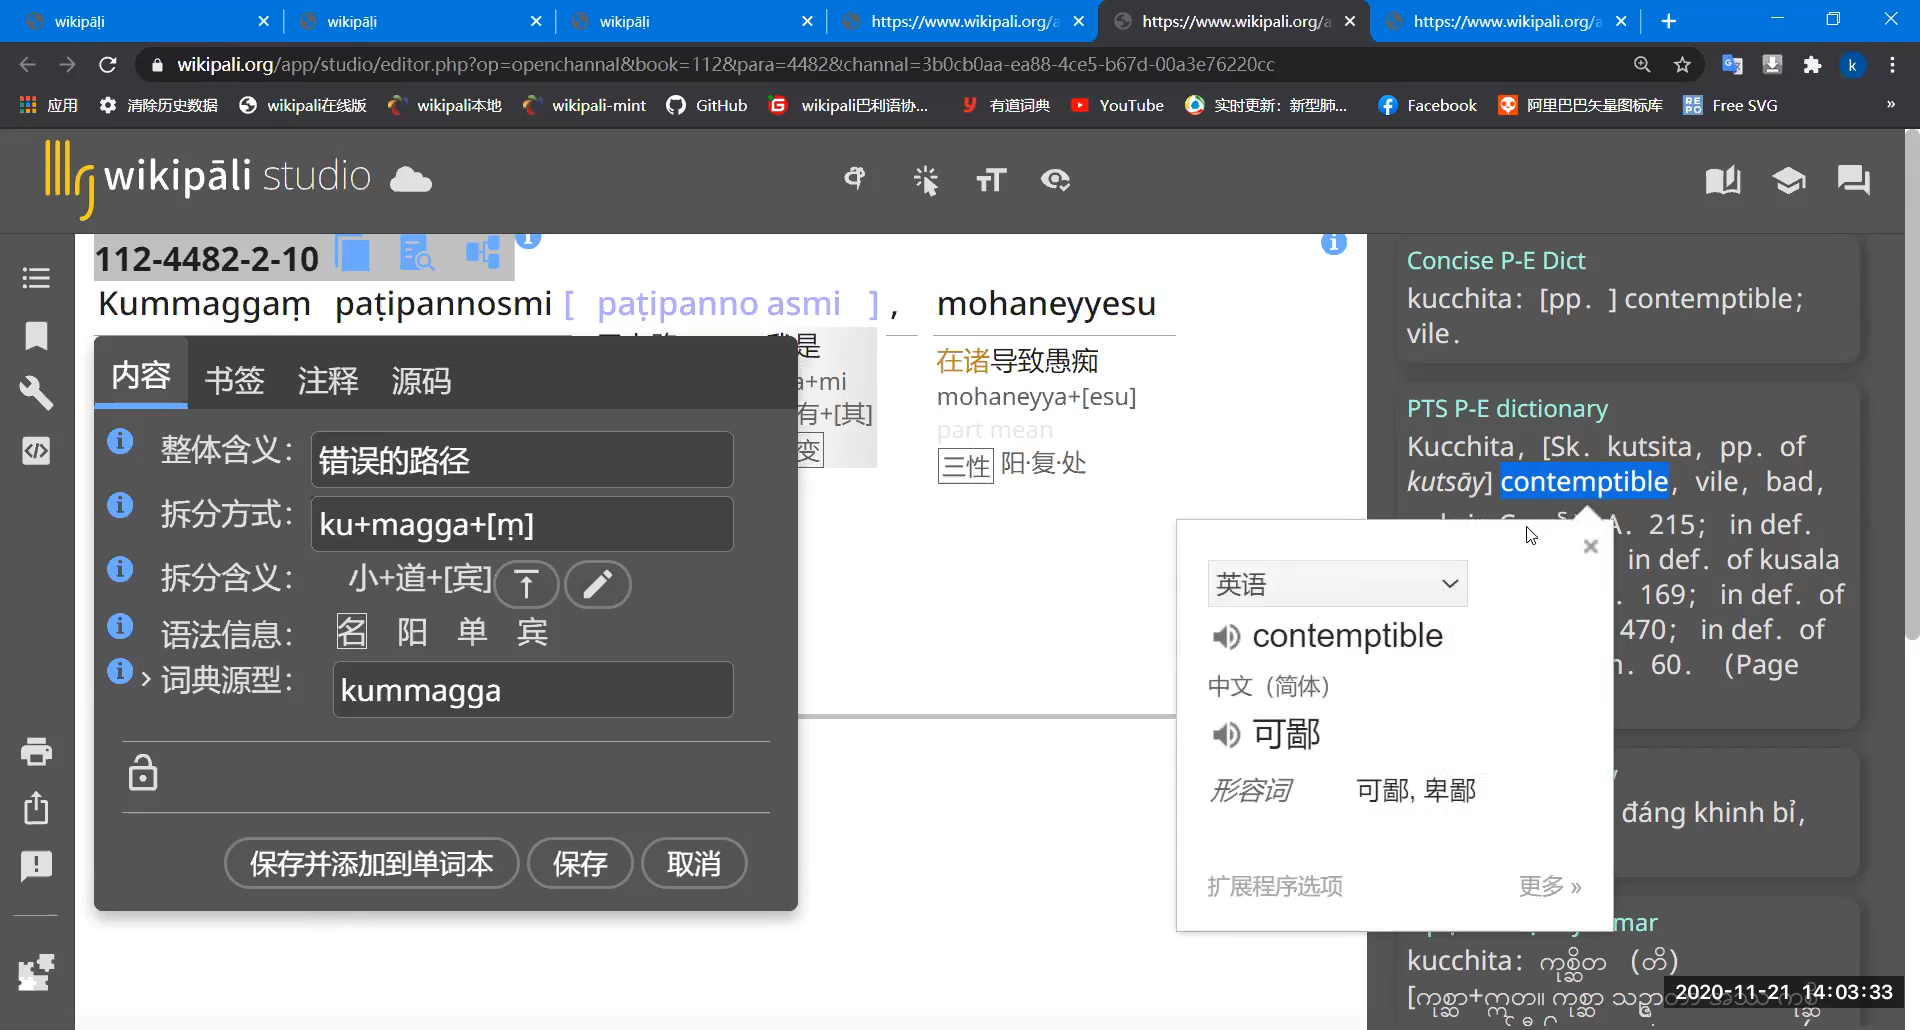 wikipāḷi
wikipāḷi
wikipāḷi
https://www.wikipali.org/a
https://www.wikipali.org/a
https://www.wikipali.org/a
wikipali.org/app/studio/editor.php?op=openchannal&book=112&para=4482&channal=3b0cb0aa-ea88-4ce5-b67d-00a3e76220cc
k
应用
清除历史数据
wikipali在线版
wikipali本地
wikipali-mint
GitHub
wikipali巴利语协...
有道词典
YouTube
实时更新：新型肺...
Facebook
阿里巴巴矢量图标库
Free SVG
»
wikipāḷi studio
112-4482-2-10
Kummaggaṃ paṭipannosmi [ paṭipanno asmi ] , mohaneyyesu
是
a+mi
有+[其]
变
在诸导致愚痴
mohaneyya+[esu]
part mean
三性 阳·复·处
内容 书签 注释 源码
整体含义： 错误的路径
拆分方式： ku+magga+[ṃ]
拆分含义： 小+道+[宾]
语法信息： 名 阳 单 宾
词典源型： kummagga
保存并添加到单词本 保存 取消
Concise P-E Dict
kucchita: [pp. ] contemptible;
vile.
PTS P-E dictionary
Kucchita, [Sk. kutsita, pp. of
kutsāy] contemptible, vile, bad,
A. 215; in def.
in def. of kusala
. 169; in def. of
470; in def. of
. 60. (Page
英语
contemptible
中文（简体）
可鄙
形容词 可鄙, 卑鄙
扩展程序选项 更多 »
đáng khinh bỉ,
mar
kucchita: ကုစ္ဆိတ (တိ)
2020-11-21 14:03:33